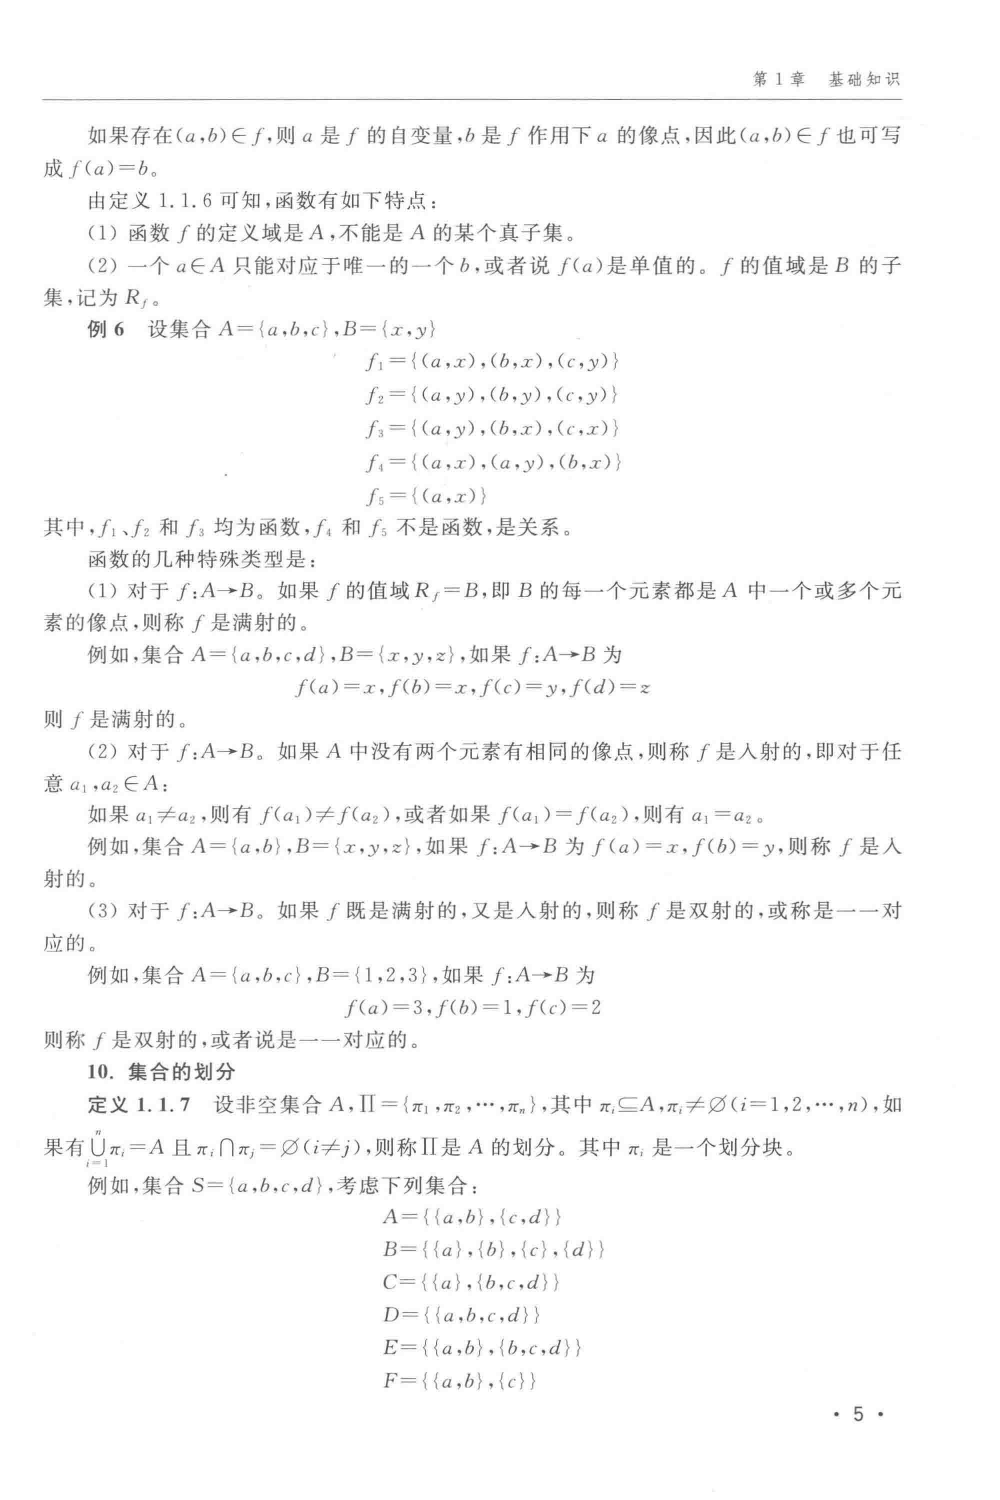 第1章 基础知识
如果存在(a,b)∈f,则a是f的自变量,b是f作用下a的像点,因此(a,b)∈f也可写
成f(a)=b。
由定义1.1.6可知,函数有如下特点:
(1) 函数f的定义域是A,不能是A的某个真子集。
(2) 一个a∈A只能对应于唯一的一个b,或者说f(a)是单值的。f的值域是B的子
集,记为R_f。
例6 设集合A={a,b,c},B={x,y}
f₁={(a,x),(b,x),(c,y)}
f₂={(a,y),(b,y),(c,y)}
f₃={(a,y),(b,x),(c,x)}
f₄={(a,x),(a,y),(b,x)}
f₅={(a,x)}
其中,f₁、f₂和f₃均为函数,f₄和f₅不是函数,是关系。
函数的几种特殊类型是:
(1) 对于f:A→B。如果f的值域R_f=B,即B的每一个元素都是A中一个或多个元
素的像点,则称f是满射的。
例如,集合A={a,b,c,d},B={x,y,z},如果f:A→B为
f(a)=x,f(b)=x,f(c)=y,f(d)=z
则f是满射的。
(2) 对于f:A→B。如果A中没有两个元素有相同的像点,则称f是入射的,即对于任
意a₁,a₂∈A:
如果a₁≠a₂,则有f(a₁)≠f(a₂),或者如果f(a₁)=f(a₂),则有a₁=a₂。
例如,集合A={a,b},B={x,y,z},如果f:A→B为f(a)=x,f(b)=y,则称f是入
射的。
(3) 对于f:A→B。如果f既是满射的,又是入射的,则称f是双射的,或称是一一对
应的。
例如,集合A={a,b,c},B={1,2,3},如果f:A→B为
f(a)=3,f(b)=1,f(c)=2
则称f是双射的,或者说是一一对应的。
10. 集合的划分
定义1.1.7 设非空集合A,∏={π₁,π₂,…,πₙ},其中πᵢ⊆A,πᵢ≠∅(i=1,2,…,n),如
果有⋃ⁿᵢ₌₁πᵢ=A且πᵢ∩πⱼ=∅(i≠j),则称∏是A的划分。其中πᵢ是一个划分块。
例如,集合S={a,b,c,d},考虑下列集合:
A={{a,b},{c,d}}
B={{a},{b},{c},{d}}
C={{a},{b,c,d}}
D={{a,b,c,d}}
E={{a,b},{b,c,d}}
F={{a,b},{c}}
· 5 ·